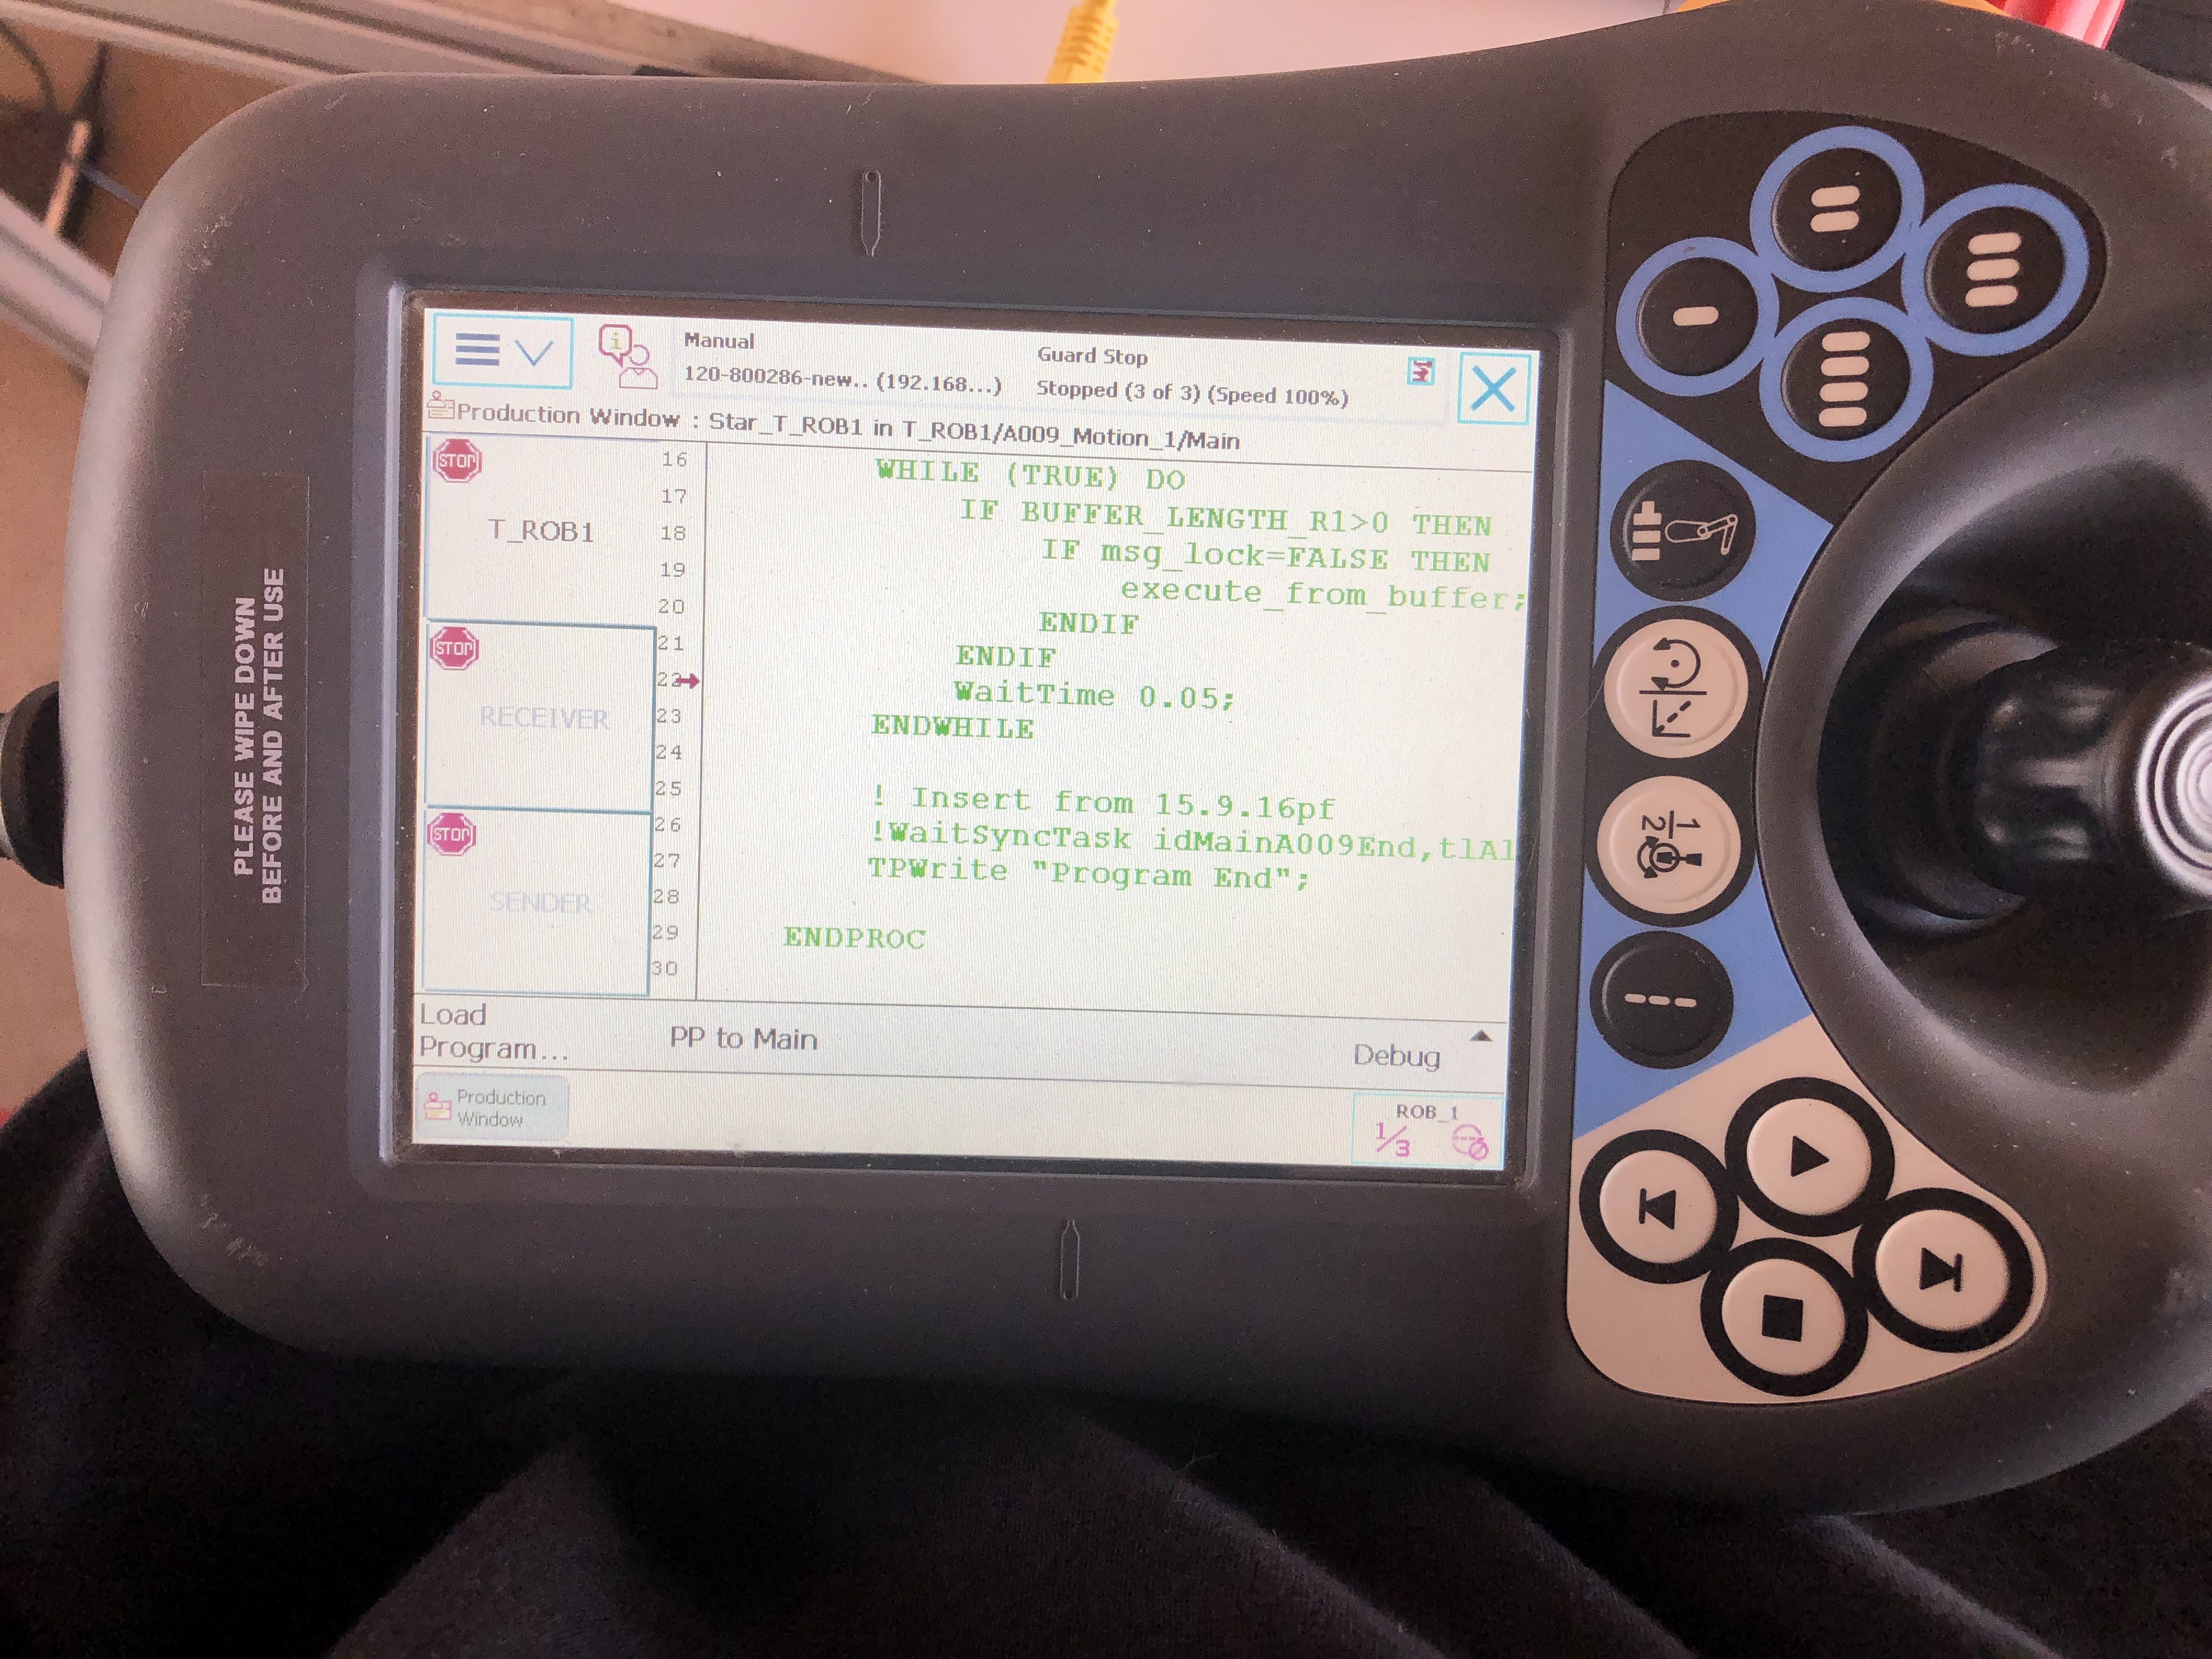 PLEASE WIPE DOWN
BEFORE AND AFTER USE
Manual
Guard Stop
120-800286-new.. (192.168...)
Stopped (3 of 3) (Speed 100%)
Production Window : Star_T_ROB1 in T_ROB1/A009_Motion_1/Main
STOP
T_ROB1
STOP
RECEIVER
STOP
SENDER
16 WHILE (TRUE) DO
17 IF BUFFER_LENGTH_R1>0 THEN
18 IF msg_lock=FALSE THEN
19 execute_from_buffer;
20 ENDIF
21 ENDIF
22 WaitTime 0.05;
23 ENDWHILE
24
25 ! Insert from 15.9.16pf
26 !WaitSyncTask idMainA009End,tlAl
27 TPWrite "Program End";
28
29 ENDPROC
30
Load
Program...
PP to Main
Debug
Production
Window
ROB_1
1/3
1/2